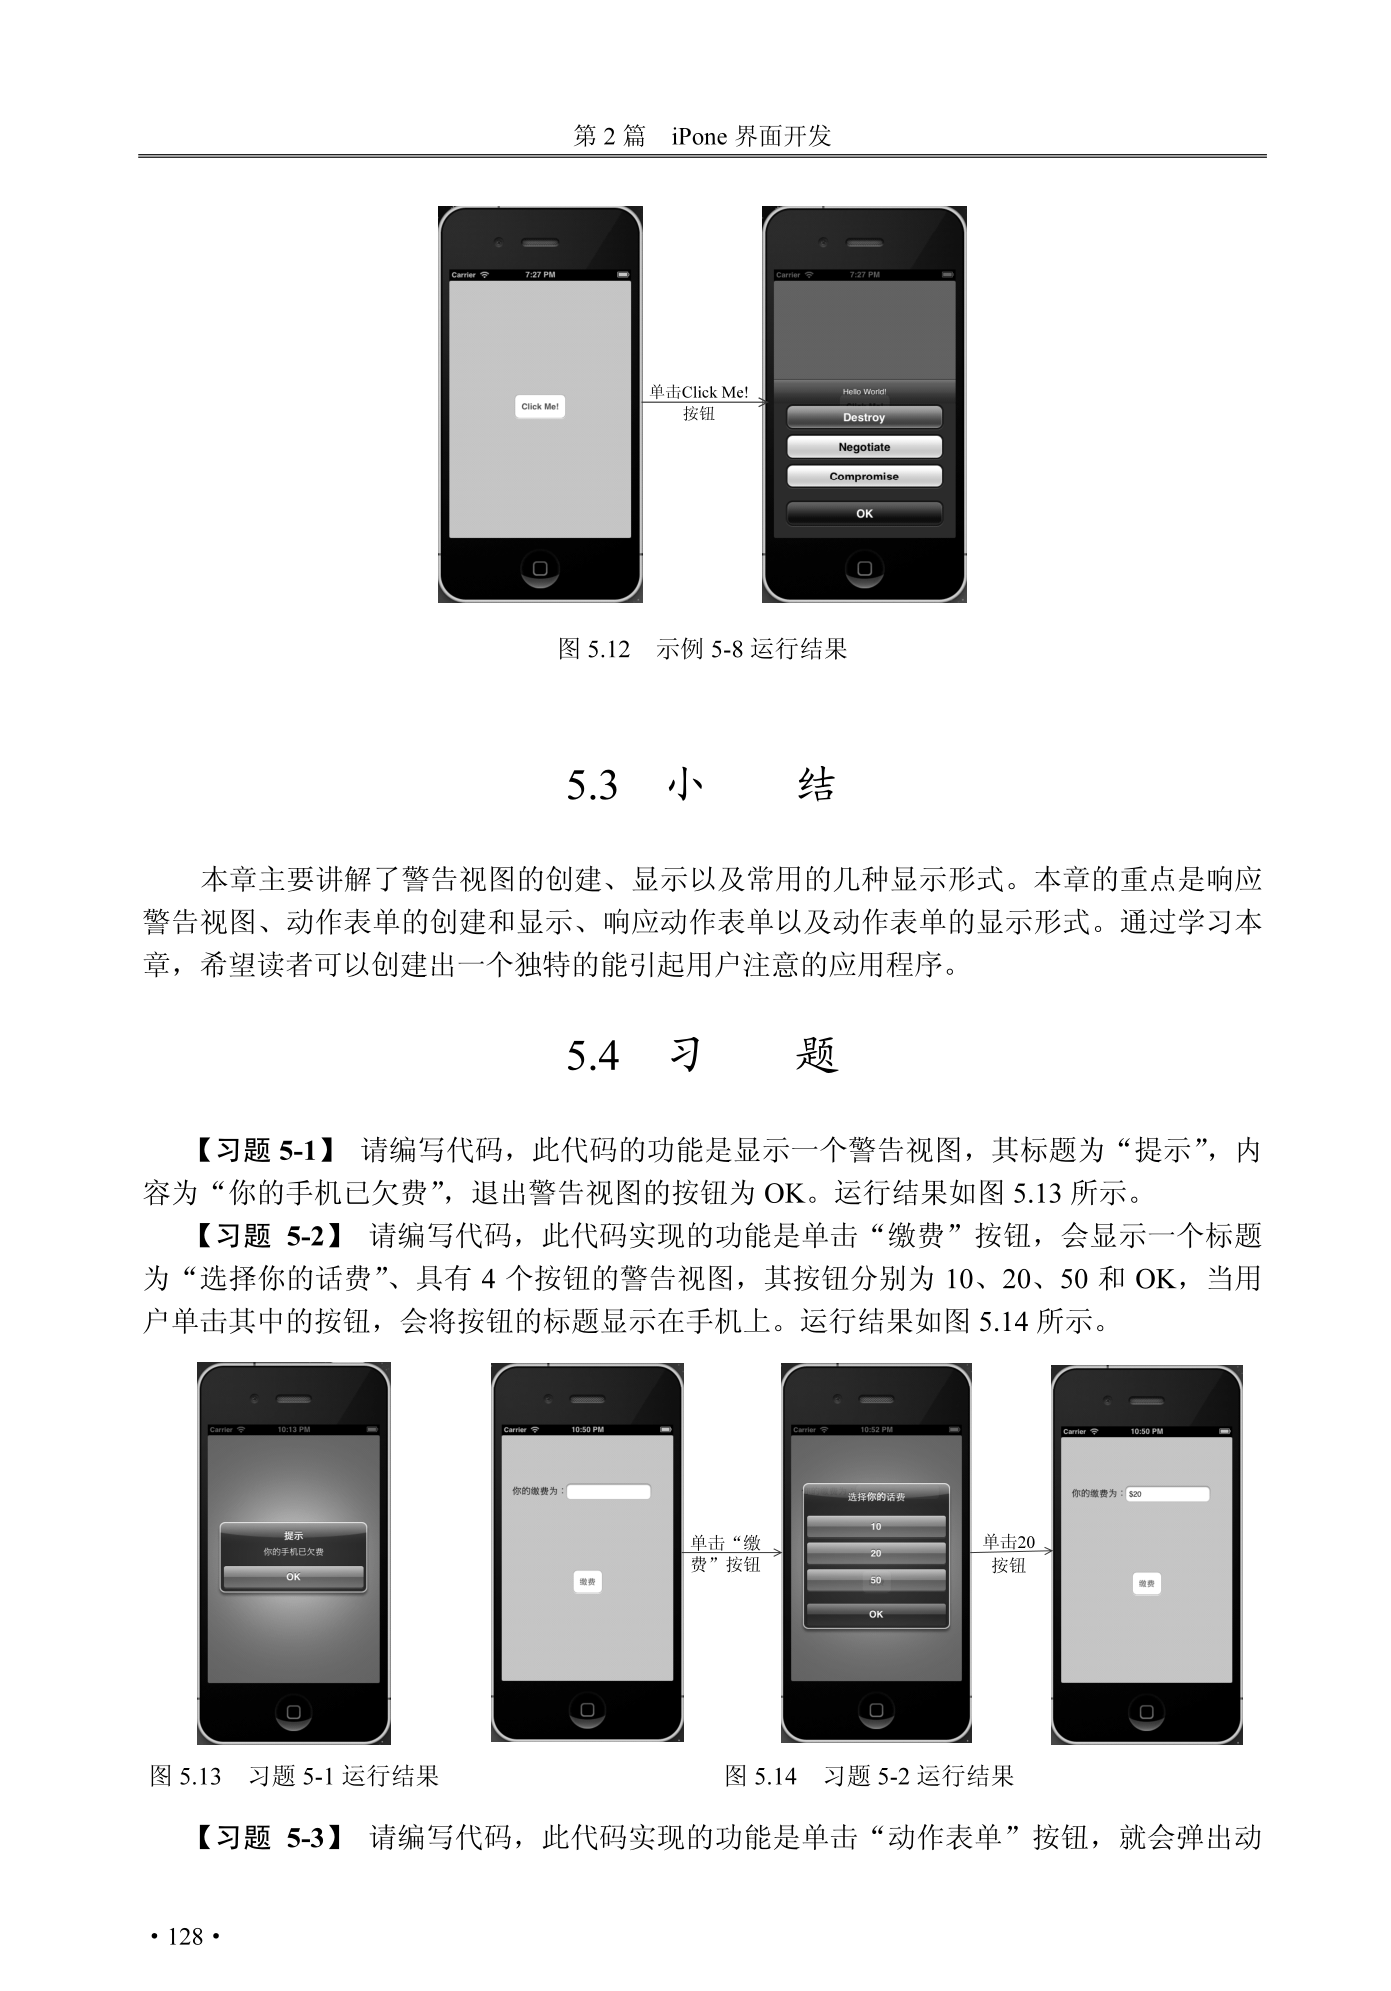 第 2 篇　iPone 界面开发
Carrier 7:27 PM
Click Me!
单击Click Me!
按钮
Carrier 7:27 PM
Hello World!
Destroy
Negotiate
Compromise
OK
图 5.12　示例 5-8 运行结果
5.3　小　　结
本章主要讲解了警告视图的创建、显示以及常用的几种显示形式。本章的重点是响应
警告视图、动作表单的创建和显示、响应动作表单以及动作表单的显示形式。通过学习本
章，希望读者可以创建出一个独特的能引起用户注意的应用程序。
5.4　习　　题
【习题 5-1】　请编写代码，此代码的功能是显示一个警告视图，其标题为“提示”，内
容为“你的手机已欠费”，退出警告视图的按钮为 OK。运行结果如图 5.13 所示。
【习题 5-2】　请编写代码，此代码实现的功能是单击“缴费”按钮，会显示一个标题
为“选择你的话费”、具有 4 个按钮的警告视图，其按钮分别为 10、20、50 和 OK，当用
户单击其中的按钮，会将按钮的标题显示在手机上。运行结果如图 5.14 所示。
Carrier 10:13 PM
提示
你的手机已欠费
OK
Carrier 10:50 PM
你的缴费为：
缴费
单击“缴
费”按钮
Carrier 10:52 PM
选择你的话费
10
20
50
OK
单击20
按钮
Carrier 10:50 PM
你的缴费为：$20
缴费
图 5.13　习题 5-1 运行结果
图 5.14　习题 5-2 运行结果
【习题 5-3】　请编写代码，此代码实现的功能是单击“动作表单”按钮，就会弹出动
• 128 •